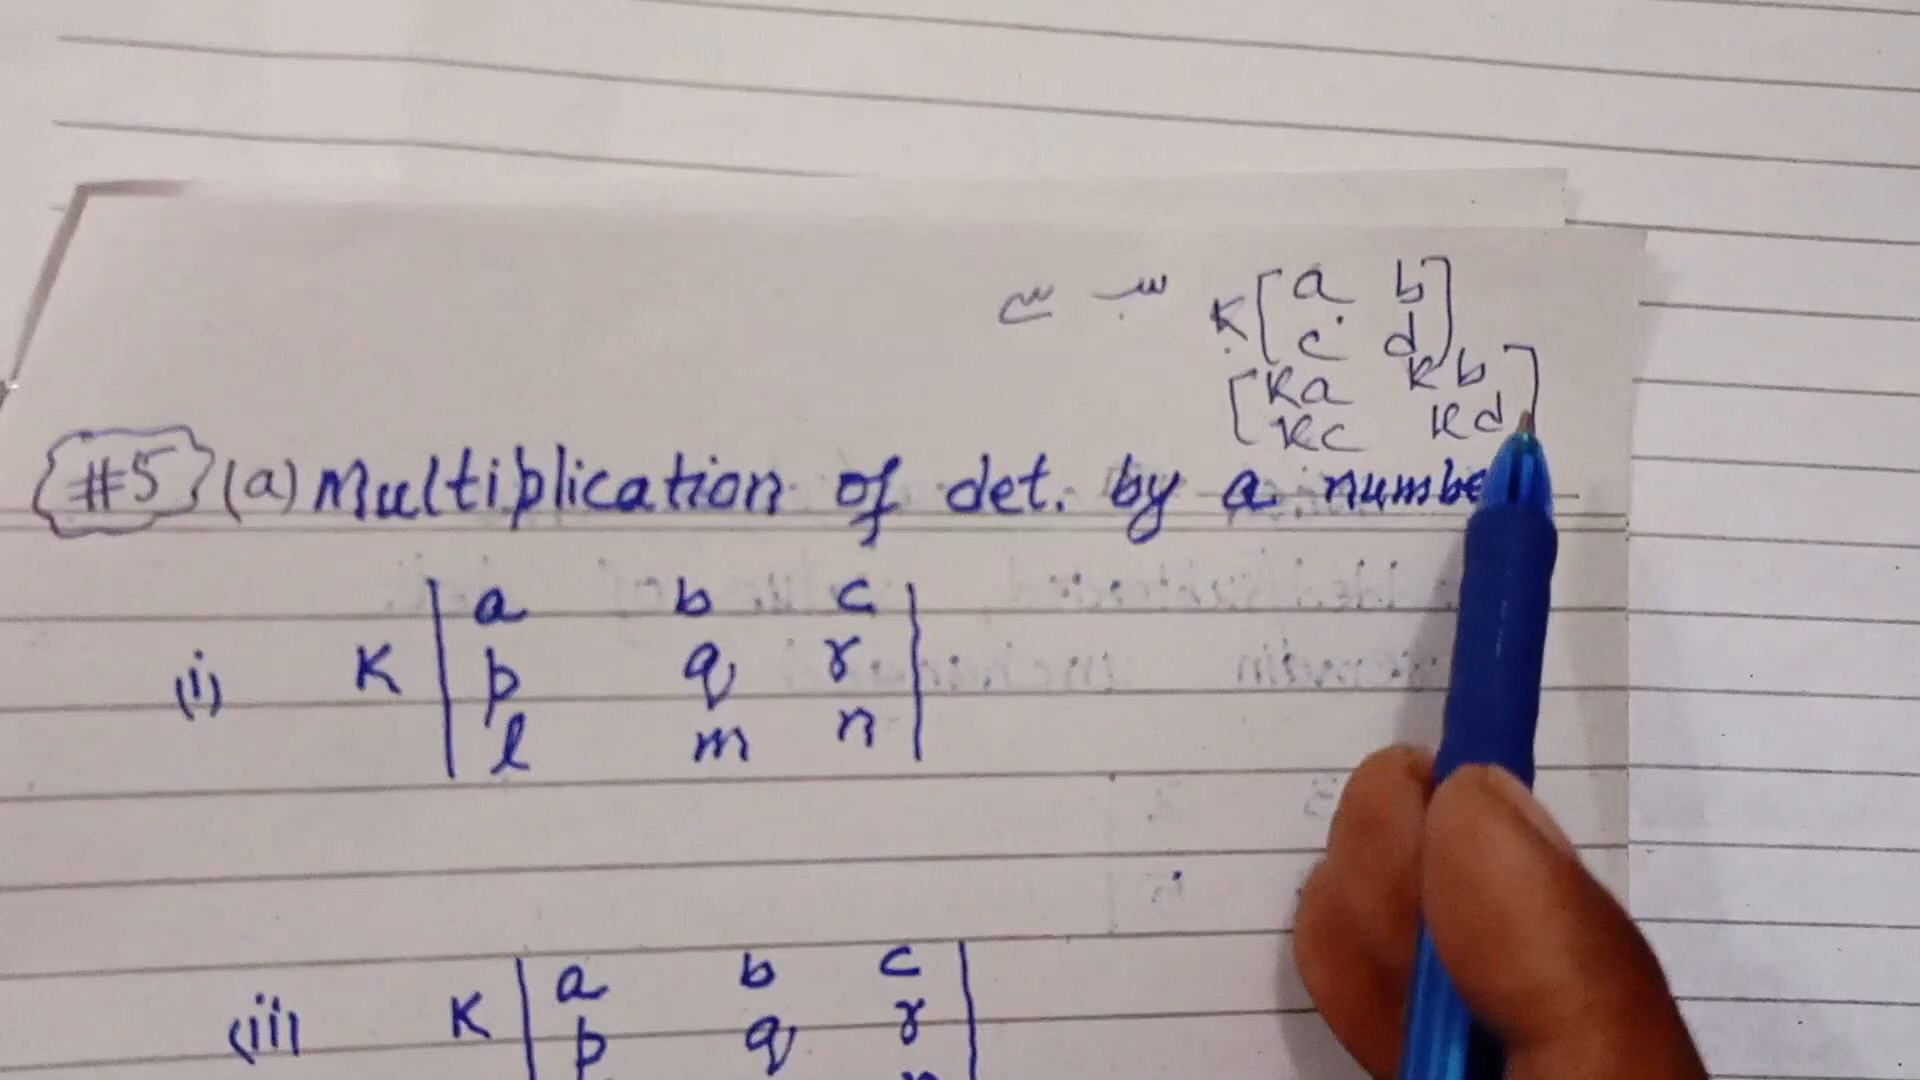 K [ a b
c d ]
[ Ka Kb
Kc Kd ]
#5 (a) Multiplication of det. by a numbe
(i) K | a b c |
| p q r |
| l m n |
(ii) K | a b c |
| p q r |